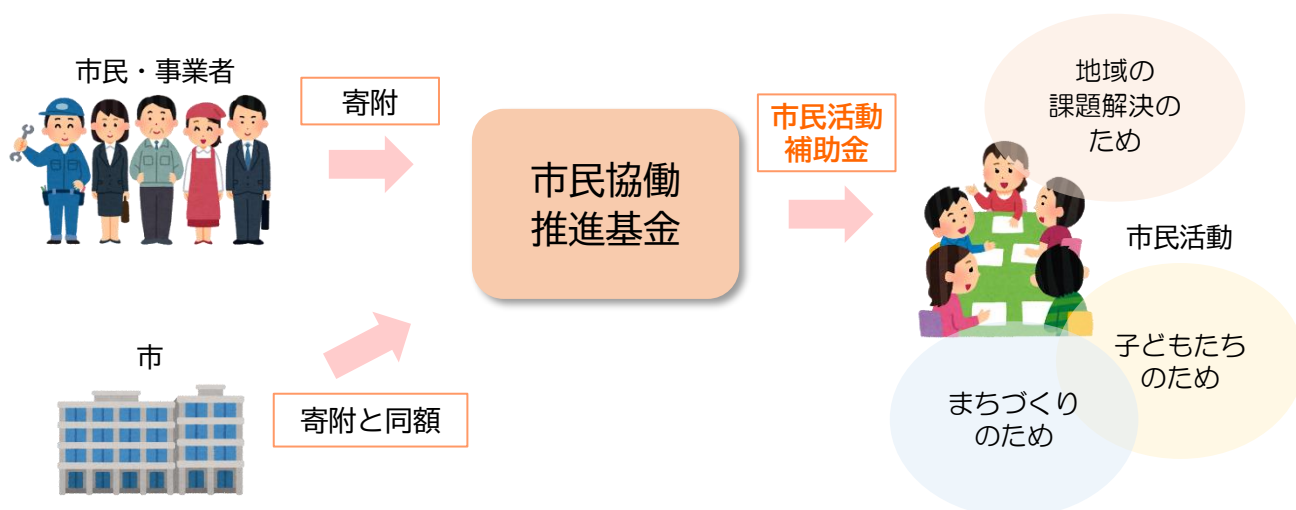 市民・事業者
寄附
市
寄附と同額
市民協働
推進基金
市民活動
補助金
地域の
課題解決の
ため
市民活動
子どもたち
のため
まちづくり
のため